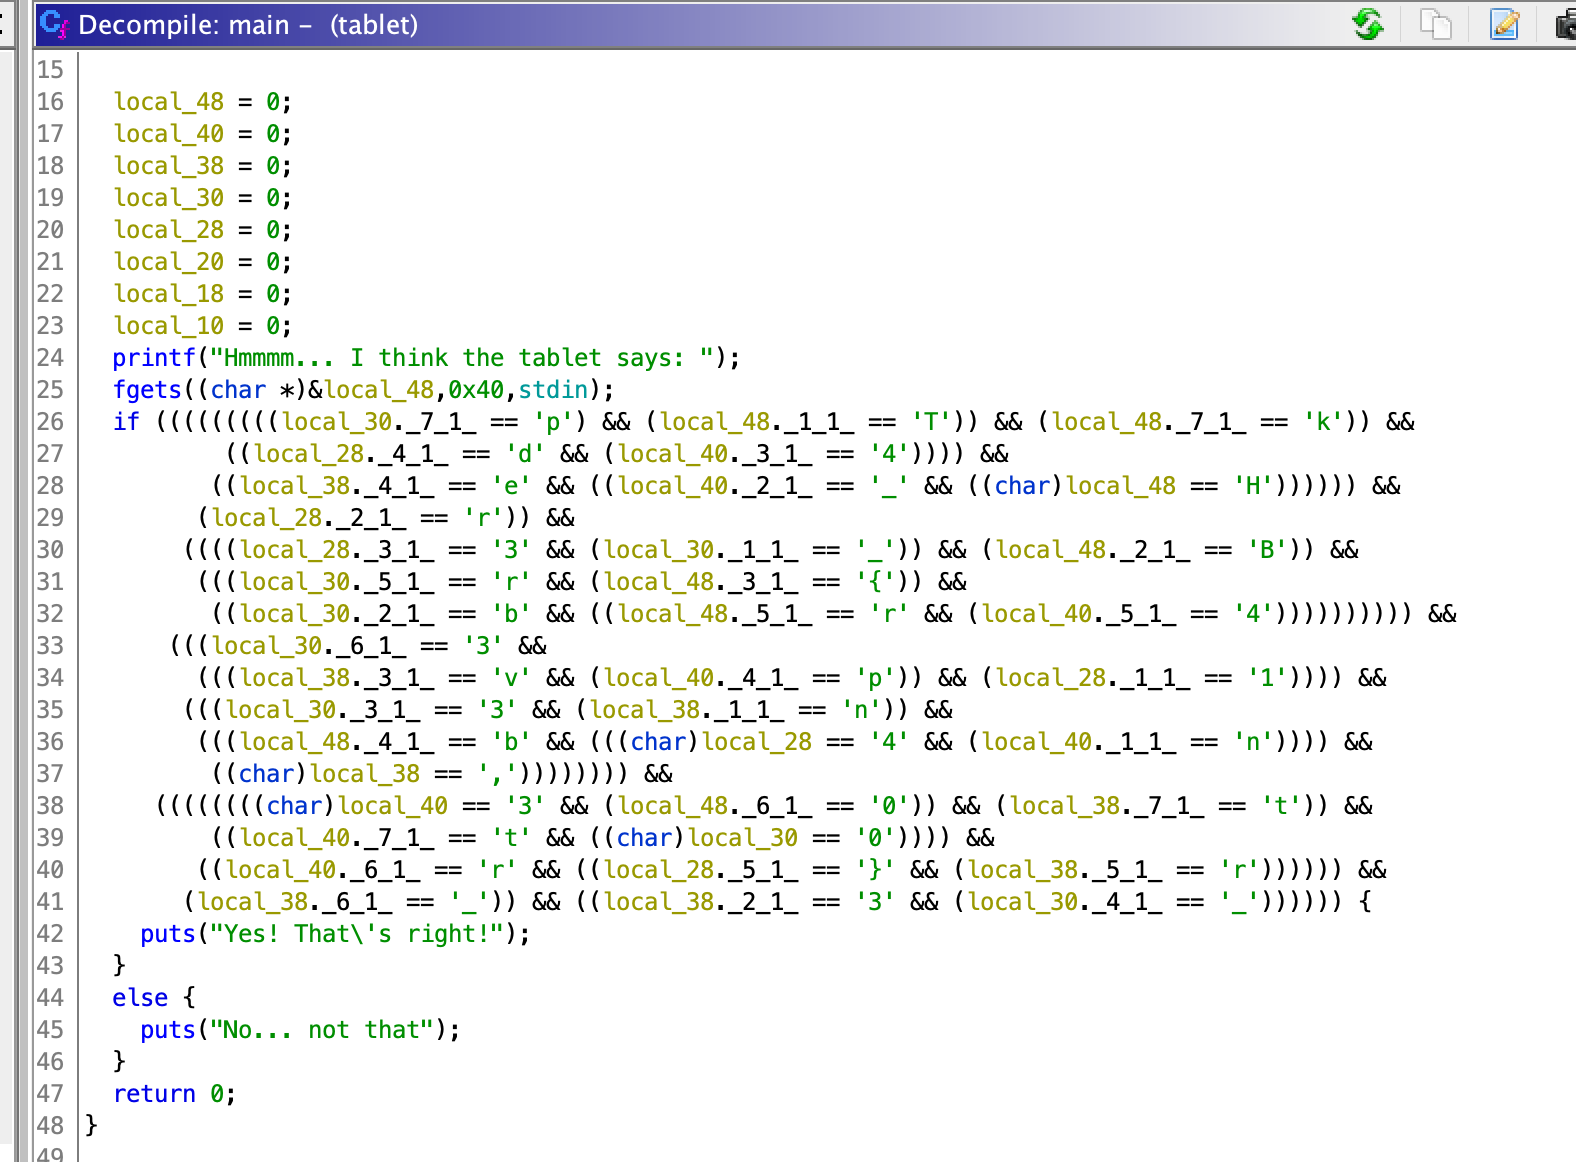 Decompile: main – (tablet)
15
16 local_48 = 0;
17 local_40 = 0;
18 local_38 = 0;
19 local_30 = 0;
20 local_28 = 0;
21 local_20 = 0;
22 local_18 = 0;
23 local_10 = 0;
24 printf("Hmmmm... I think the tablet says: ");
25 fgets((char *)&local_48,0x40,stdin);
26 if (((((((((local_30._7_1_ == 'p') && (local_48._1_1_ == 'T')) && (local_48._7_1_ == 'k')) &&
27 ((local_28._4_1_ == 'd' && (local_40._3_1_ == '4')))) &&
28 ((local_38._4_1_ == 'e' && ((local_40._2_1_ == '_' && ((char)local_48 == 'H')))))) &&
29 (local_28._2_1_ == 'r')) &&
30 ((((local_28._3_1_ == '3' && (local_30._1_1_ == '_')) && (local_48._2_1_ == 'B')) &&
31 (((local_30._5_1_ == 'r' && (local_48._3_1_ == '{')) &&
32 ((local_30._2_1_ == 'b' && ((local_48._5_1_ == 'r' && (local_40._5_1_ == '4')))))))))) &&
33 (((local_30._6_1_ == '3' &&
34 (((local_38._3_1_ == 'v' && (local_40._4_1_ == 'p')) && (local_28._1_1_ == '1')))) &&
35 (((local_30._3_1_ == '3' && (local_38._1_1_ == 'n')) &&
36 (((local_48._4_1_ == 'b' && (((char)local_28 == '4' && (local_40._1_1_ == 'n')))) &&
37 ((char)local_38 == ',')))))))) &&
38 ((((((((char)local_40 == '3' && (local_48._6_1_ == '0')) && (local_38._7_1_ == 't')) &&
39 ((local_40._7_1_ == 't' && ((char)local_30 == '0')))) &&
40 ((local_40._6_1_ == 'r' && ((local_28._5_1_ == '}' && (local_38._5_1_ == 'r')))))) &&
41 (local_38._6_1_ == '_')) && ((local_38._2_1_ == '3' && (local_30._4_1_ == '_')))))) {
42 puts("Yes! That\'s right!");
43 }
44 else {
45 puts("No... not that");
46 }
47 return 0;
48 }
49